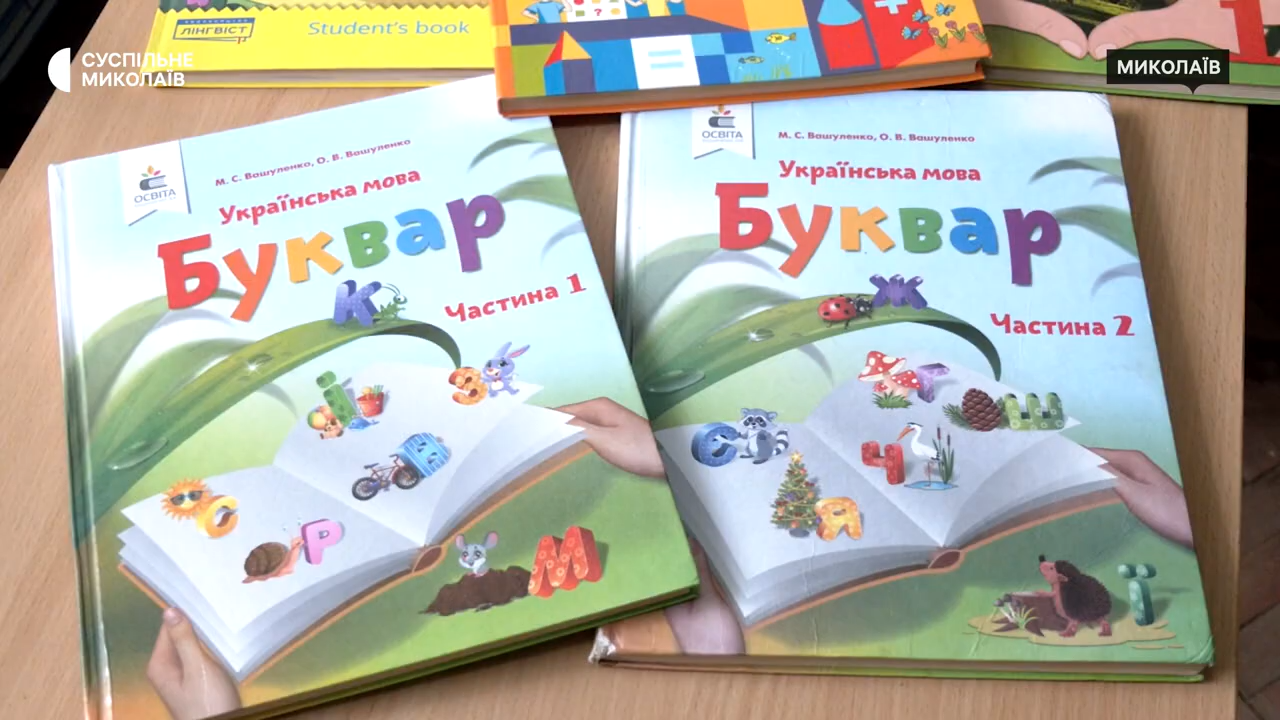 ЛІНГВІСТ
Student's book
СУСПІЛЬНЕ
МИКОЛАЇВ
МИКОЛАЇВ
ОСВІТА
М. С. Вашуленко, О. В. Вашуленко
Українська мова
Буквар
Частина 1
К
І
З
В
С
Р
М
ОСВІТА
М. С. Вашуленко, О. В. Вашуленко
Українська мова
Буквар
Частина 2
Ж
Ш
Є
Ч
Я
Ї